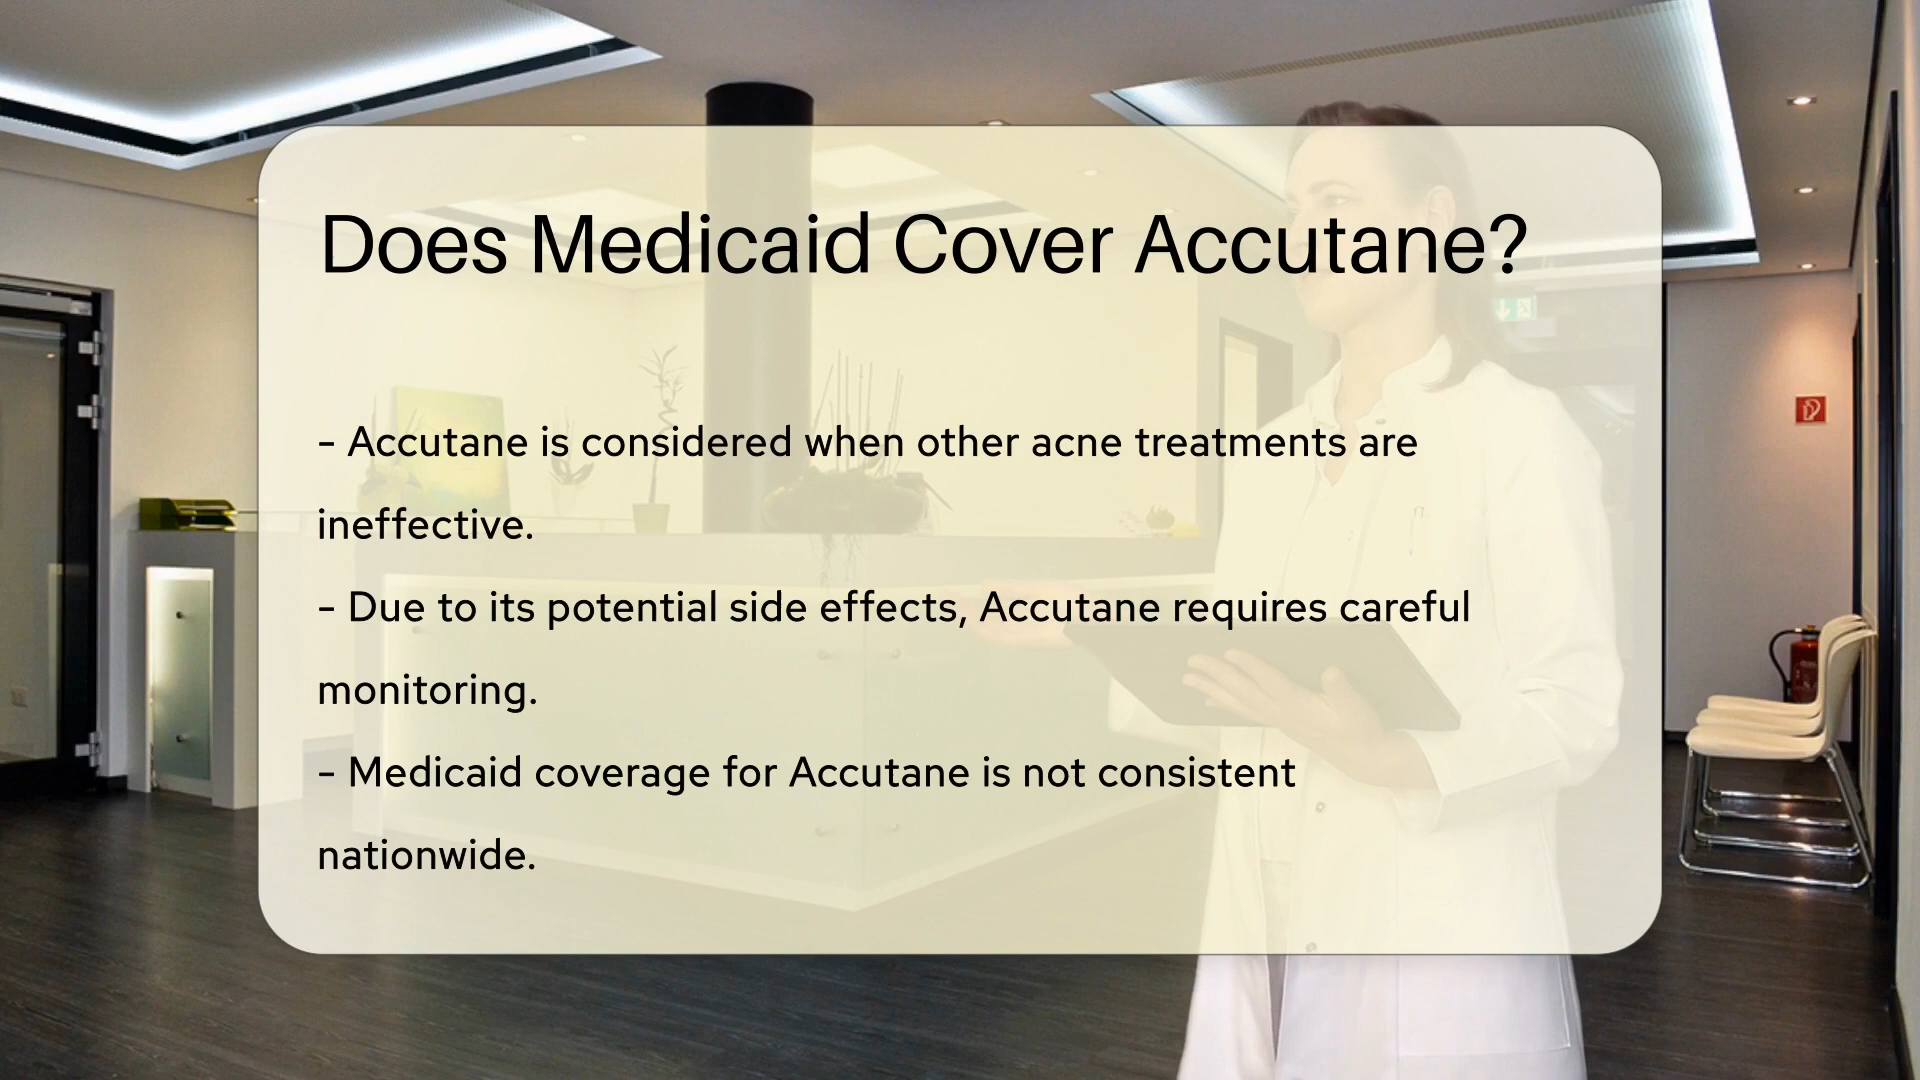 Does Medicaid Cover Accutane?
- Accutane is considered when other acne treatments are
ineffective.
- Due to its potential side effects, Accutane requires careful
monitoring.
- Medicaid coverage for Accutane is not consistent
nationwide.